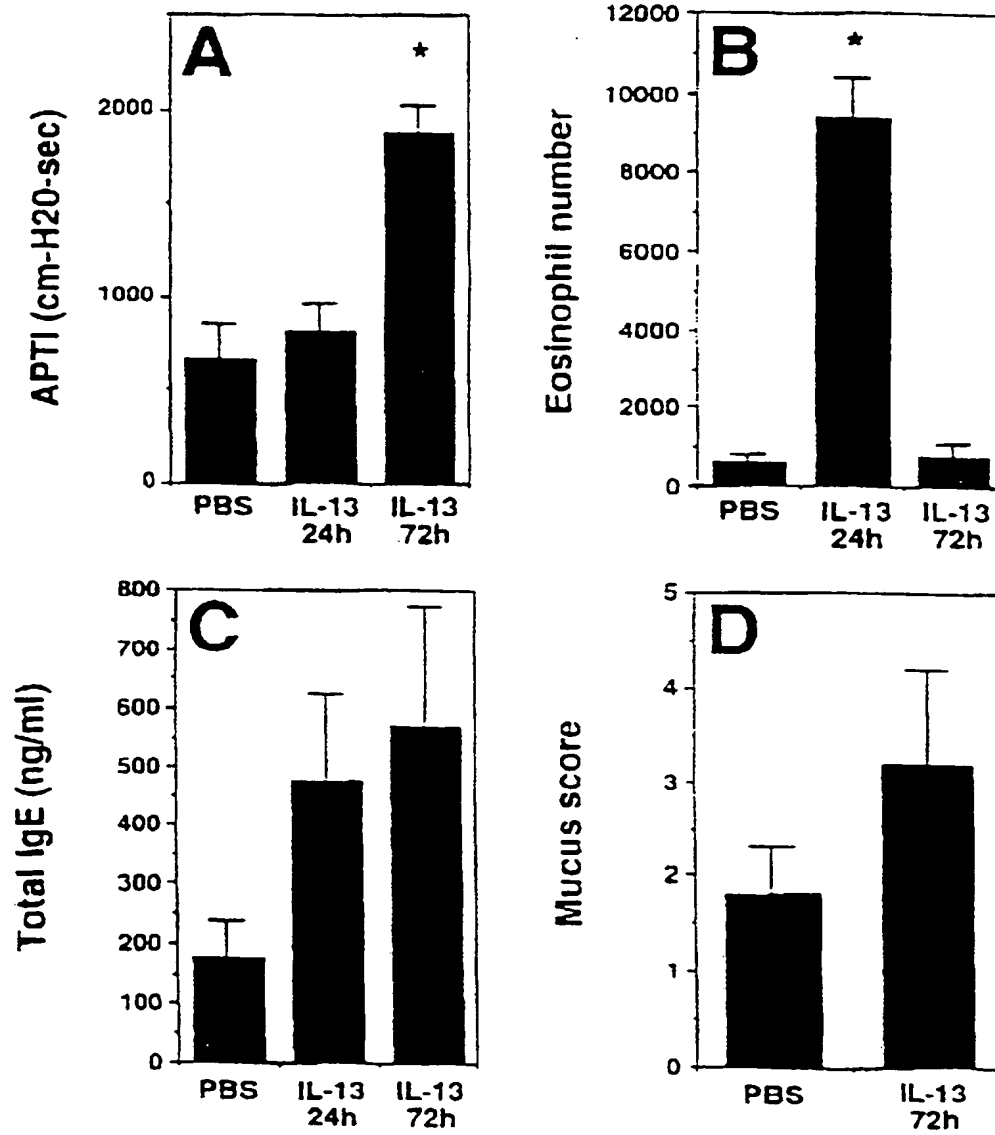 A
*
APTI (cm-H20-sec)
2000
1000
0
PBS
IL-13
24h
IL-13
72h
B
*
Eosinophil number
12000
10000
8000
6000
4000
2000
0
PBS
IL-13
24h
IL-13
72h
C
Total IgE (ng/ml)
800
700
600
500
400
300
200
100
0
PBS
IL-13
24h
IL-13
72h
D
Mucus score
5
4
3
2
1
0
PBS
IL-13
72h